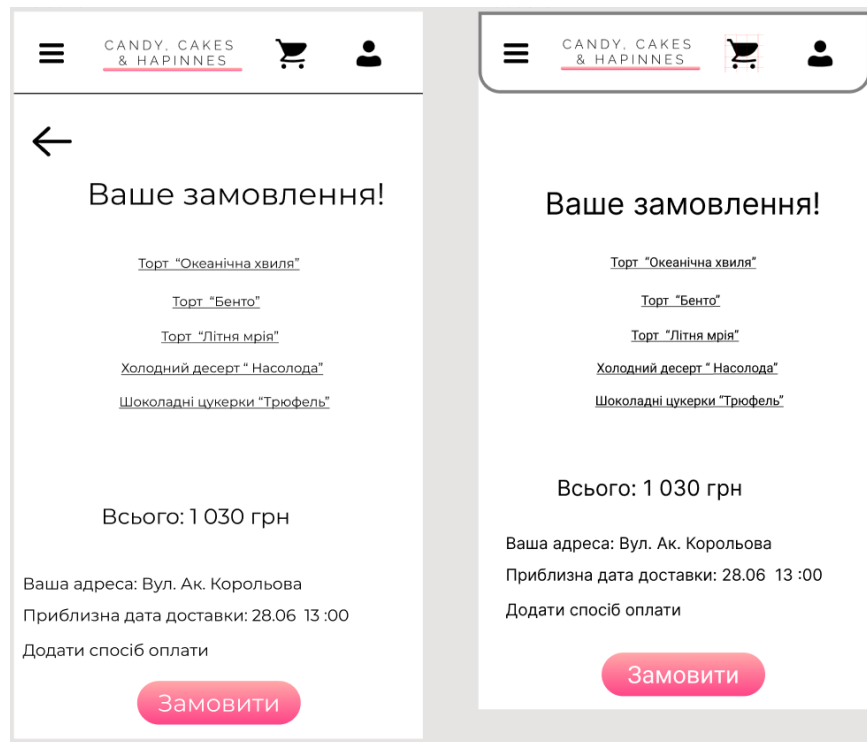 CANDY, CAKES
& HAPINNES
Ваше замовлення!
Торт "Океанічна хвиля"
Торт "Бенто"
Торт "Літня мрія"
Холодний десерт " Насолода"
Шоколадні цукерки "Трюфель"
Всього: 1 030 грн
Ваша адреса: Вул. Ак. Корольова
Приблизна дата доставки: 28.06 13 :00
Додати спосіб оплати
Замовити
CANDY, CAKES
& HAPINNES
Ваше замовлення!
Торт "Океанічна хвиля"
Торт "Бенто"
Торт "Літня мрія"
Холодний десерт " Насолода"
Шоколадні цукерки "Трюфель"
Всього: 1 030 грн
Ваша адреса: Вул. Ак. Корольова
Приблизна дата доставки: 28.06 13 :00
Додати спосіб оплати
Замовити